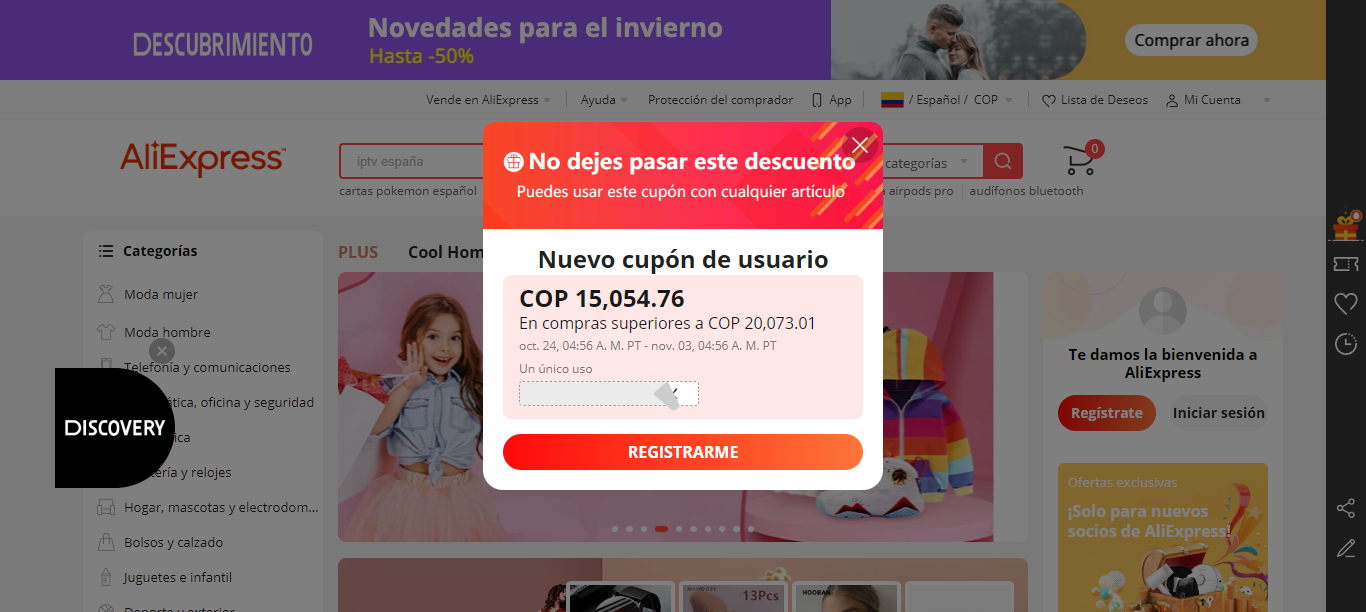 DESCUBRIMIENTO
Novedades para el invierno
Hasta -50%
Comprar ahora
Vende en AliExpress
Ayuda
Protección del comprador
App
/ Español / COP
Lista de Deseos
Mi Cuenta
AliExpress
iptv españa
categorías
0
cartas pokemon español
airpods pro
audífonos bluetooth
No dejes pasar este descuento
Puedes usar este cupón con cualquier artículo
Nuevo cupón de usuario
COP 15,054.76
En compras superiores a COP 20,073.01
oct. 24, 04:56 A. M. PT - nov. 03, 04:56 A. M. PT
Un único uso
REGISTRARME
Categorías
Moda mujer
Moda hombre
Telefonía y comunicaciones
ática, oficina y seguridad
ica
tería y relojes
Hogar, mascotas y electrodom...
Bolsos y calzado
Juguetes e infantil
Deporte y exterior
DISCOVERY
PLUS
Cool Hom
Te damos la bienvenida a
AliExpress
Regístrate
Iniciar sesión
Ofertas exclusivas
¡Solo para nuevos
socios de AliExpress!
13Pcs
HOOBAN